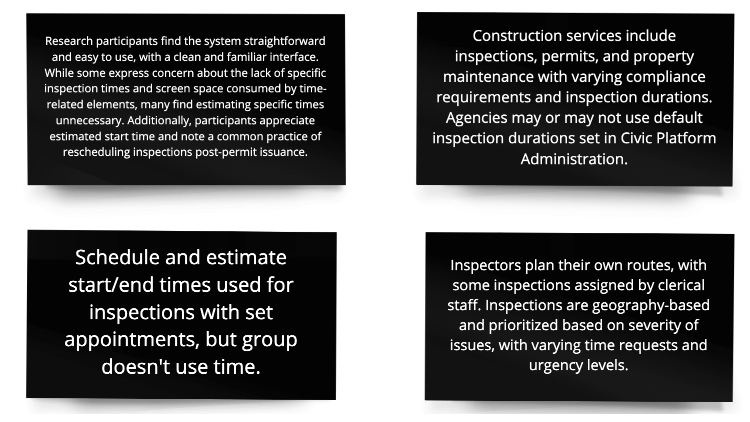 Research participants find the system straightforward
and easy to use, with a clean and familiar interface.
While some express concern about the lack of specific
inspection times and screen space consumed by time-
related elements, many find estimating specific times
unnecessary. Additionally, participants appreciate
estimated start time and note a common practice of
rescheduling inspections post-permit issuance.
Construction services include
inspections, permits, and property
maintenance with varying compliance
requirements and inspection durations.
Agencies may or may not use default
inspection durations set in Civic Platform
Administration.
Schedule and estimate
start/end times used for
inspections with set
appointments, but group
doesn't use time.
Inspectors plan their own routes, with
some inspections assigned by clerical
staff. Inspections are geography-based
and prioritized based on severity of
issues, with varying time requests and
urgency levels.